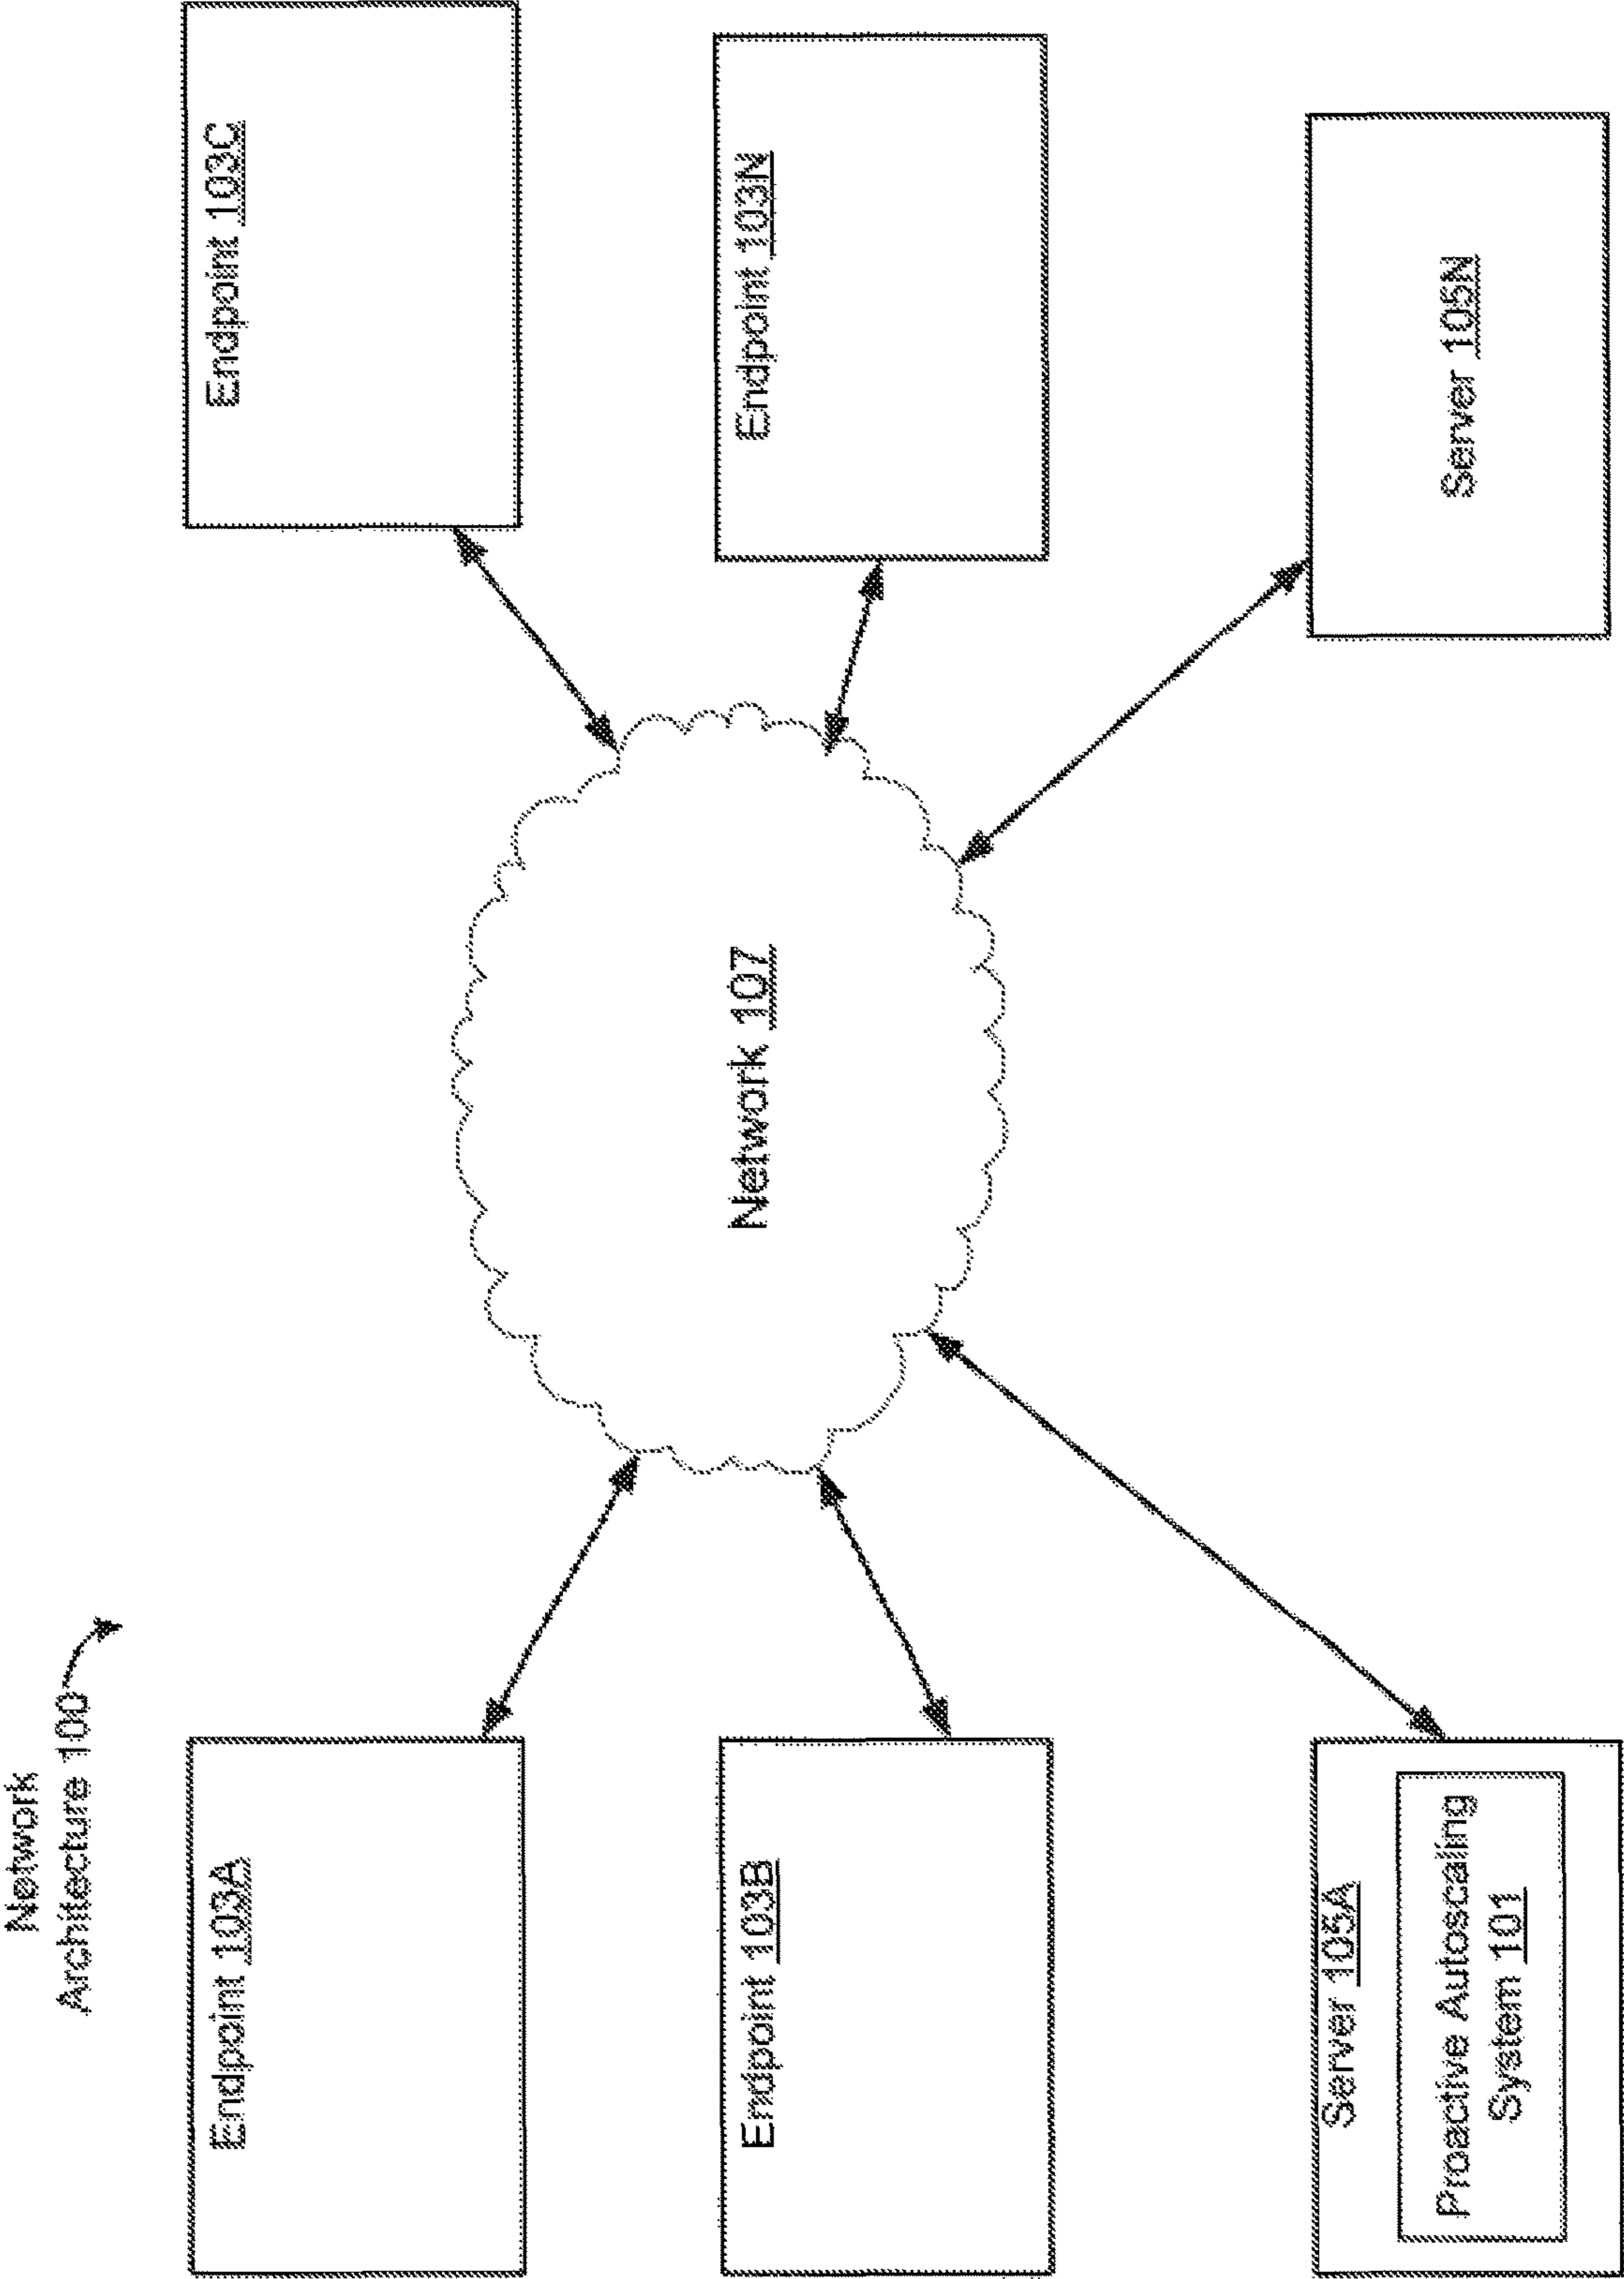 Network
Architecture 100
Endpoint 103A
Endpoint 103C
Endpoint 103B
Network 107
Endpoint 103N
Server 105A
Proactive Autoscaling
System 101
Server 105N